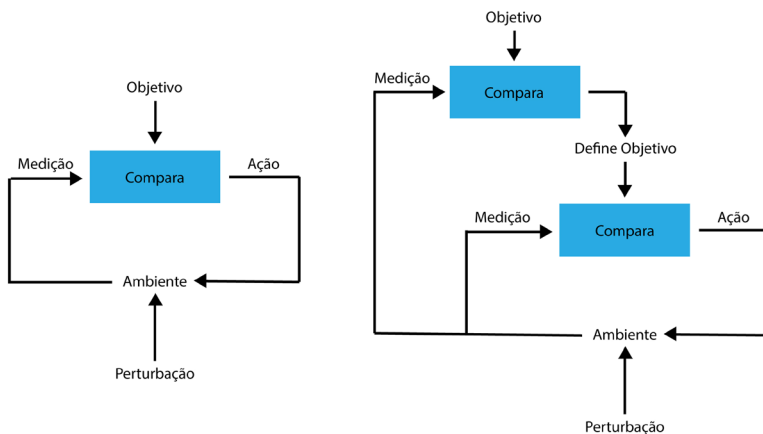 Objetivo
Medição
Ação
Compara
Ambiente
Perturbação
Objetivo
Medição
Compara
Define Objetivo
Medição
Ação
Compara
Ambiente
Perturbação